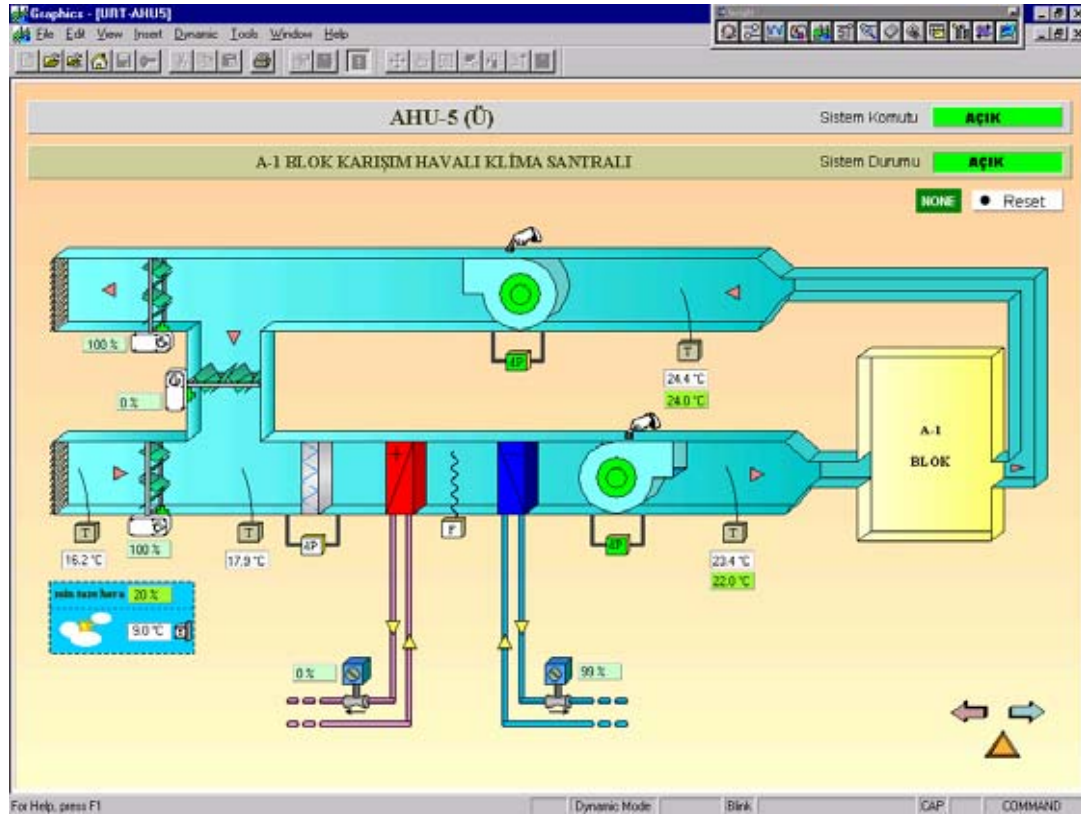 Graphics - [URT-AHU5]
File Edit View Insert Dynamic Tools Window Help
AHU-5 (Ü)
Sistem Komutu AÇIK
A-1 BLOK KARIŞIM HAVALI KLİMA SANTRALI
Sistem Durumu AÇIK
NONE Reset
100 %
dP
T
24.4 °C
24.0 °C
0 %
A-1
BLOK
T
16.2 °C
100 %
T
17.9 °C
dP
F
dP
T
23.4 °C
22.0 °C
min taze hava 20 %
9.0 °C
0 %
99 %
For Help, press F1
Dynamic Mode
Blink
CAP
COMMAND